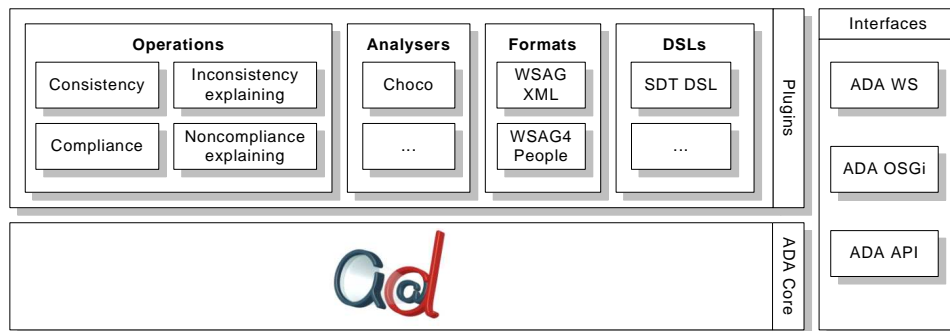 Operations
Consistency
Inconsistency
explaining
Compliance
Noncompliance
explaining
Analysers
Choco
...
Formats
WSAG
XML
WSAG4
People
DSLs
SDT DSL
...
Plugins
ADA Core
Interfaces
ADA WS
ADA OSGi
ADA API